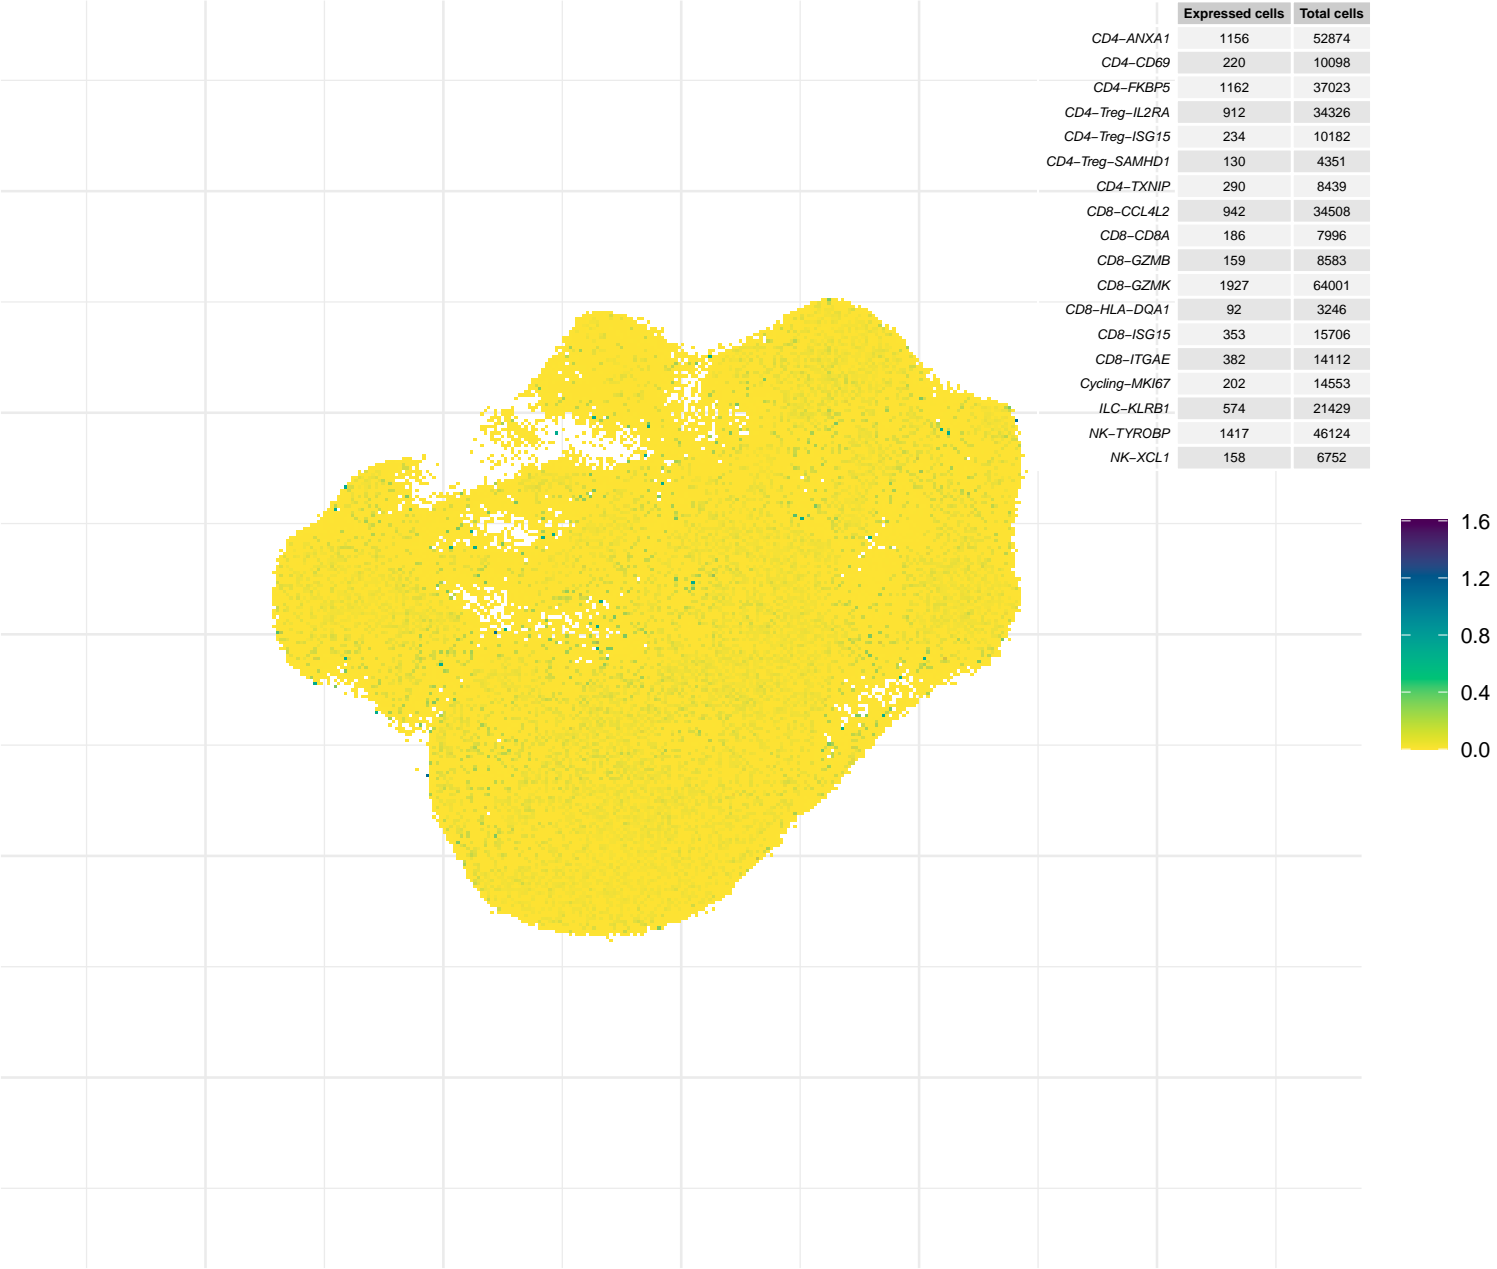 Expressed cells Total cells
CD4−ANXA1 1156 52874
CD4−CD69 220 10098
CD4−FKBP5 1162 37023
CD4−Treg−IL2RA 912 34326
CD4−Treg−ISG15 234 10182
CD4−Treg−SAMHD1 130 4351
CD4−TXNIP 290 8439
CD8−CCL4L2 942 34508
CD8−CD8A 186 7996
CD8−GZMB 159 8583
CD8−GZMK 1927 64001
CD8−HLA−DQA1 92 3246
CD8−ISG15 353 15706
CD8−ITGAE 382 14112
Cycling−MKI67 202 14553
ILC−KLRB1 574 21429
NK−TYROBP 1417 46124
NK−XCL1 158 6752
1.6
1.2
0.8
0.4
0.0